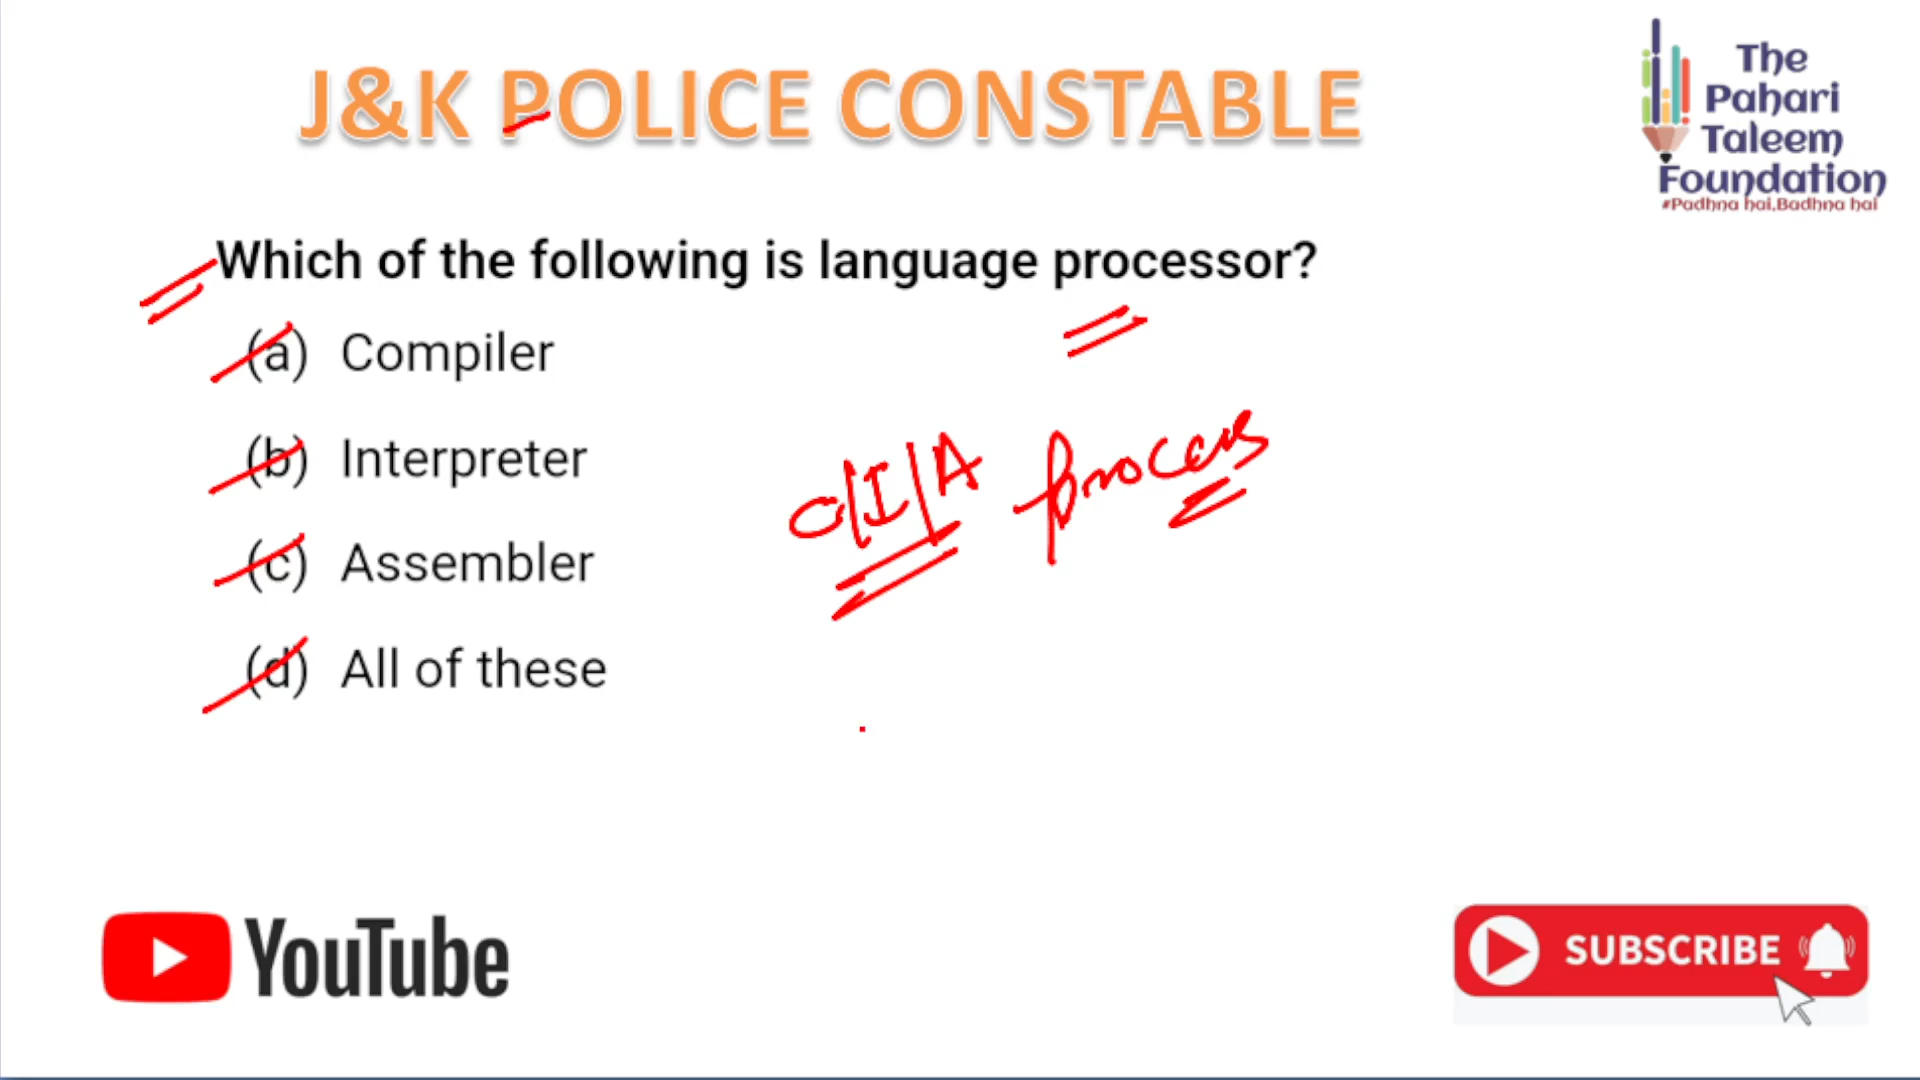 J&K POLICE CONSTABLE
The
Pahari
Taleem
Foundation
#Padhna hai,Badhna hai
Which of the following is language processor?
(a) Compiler
(b) Interpreter
(c) Assembler
(d) All of these
C/I/A Process
YouTube
SUBSCRIBE